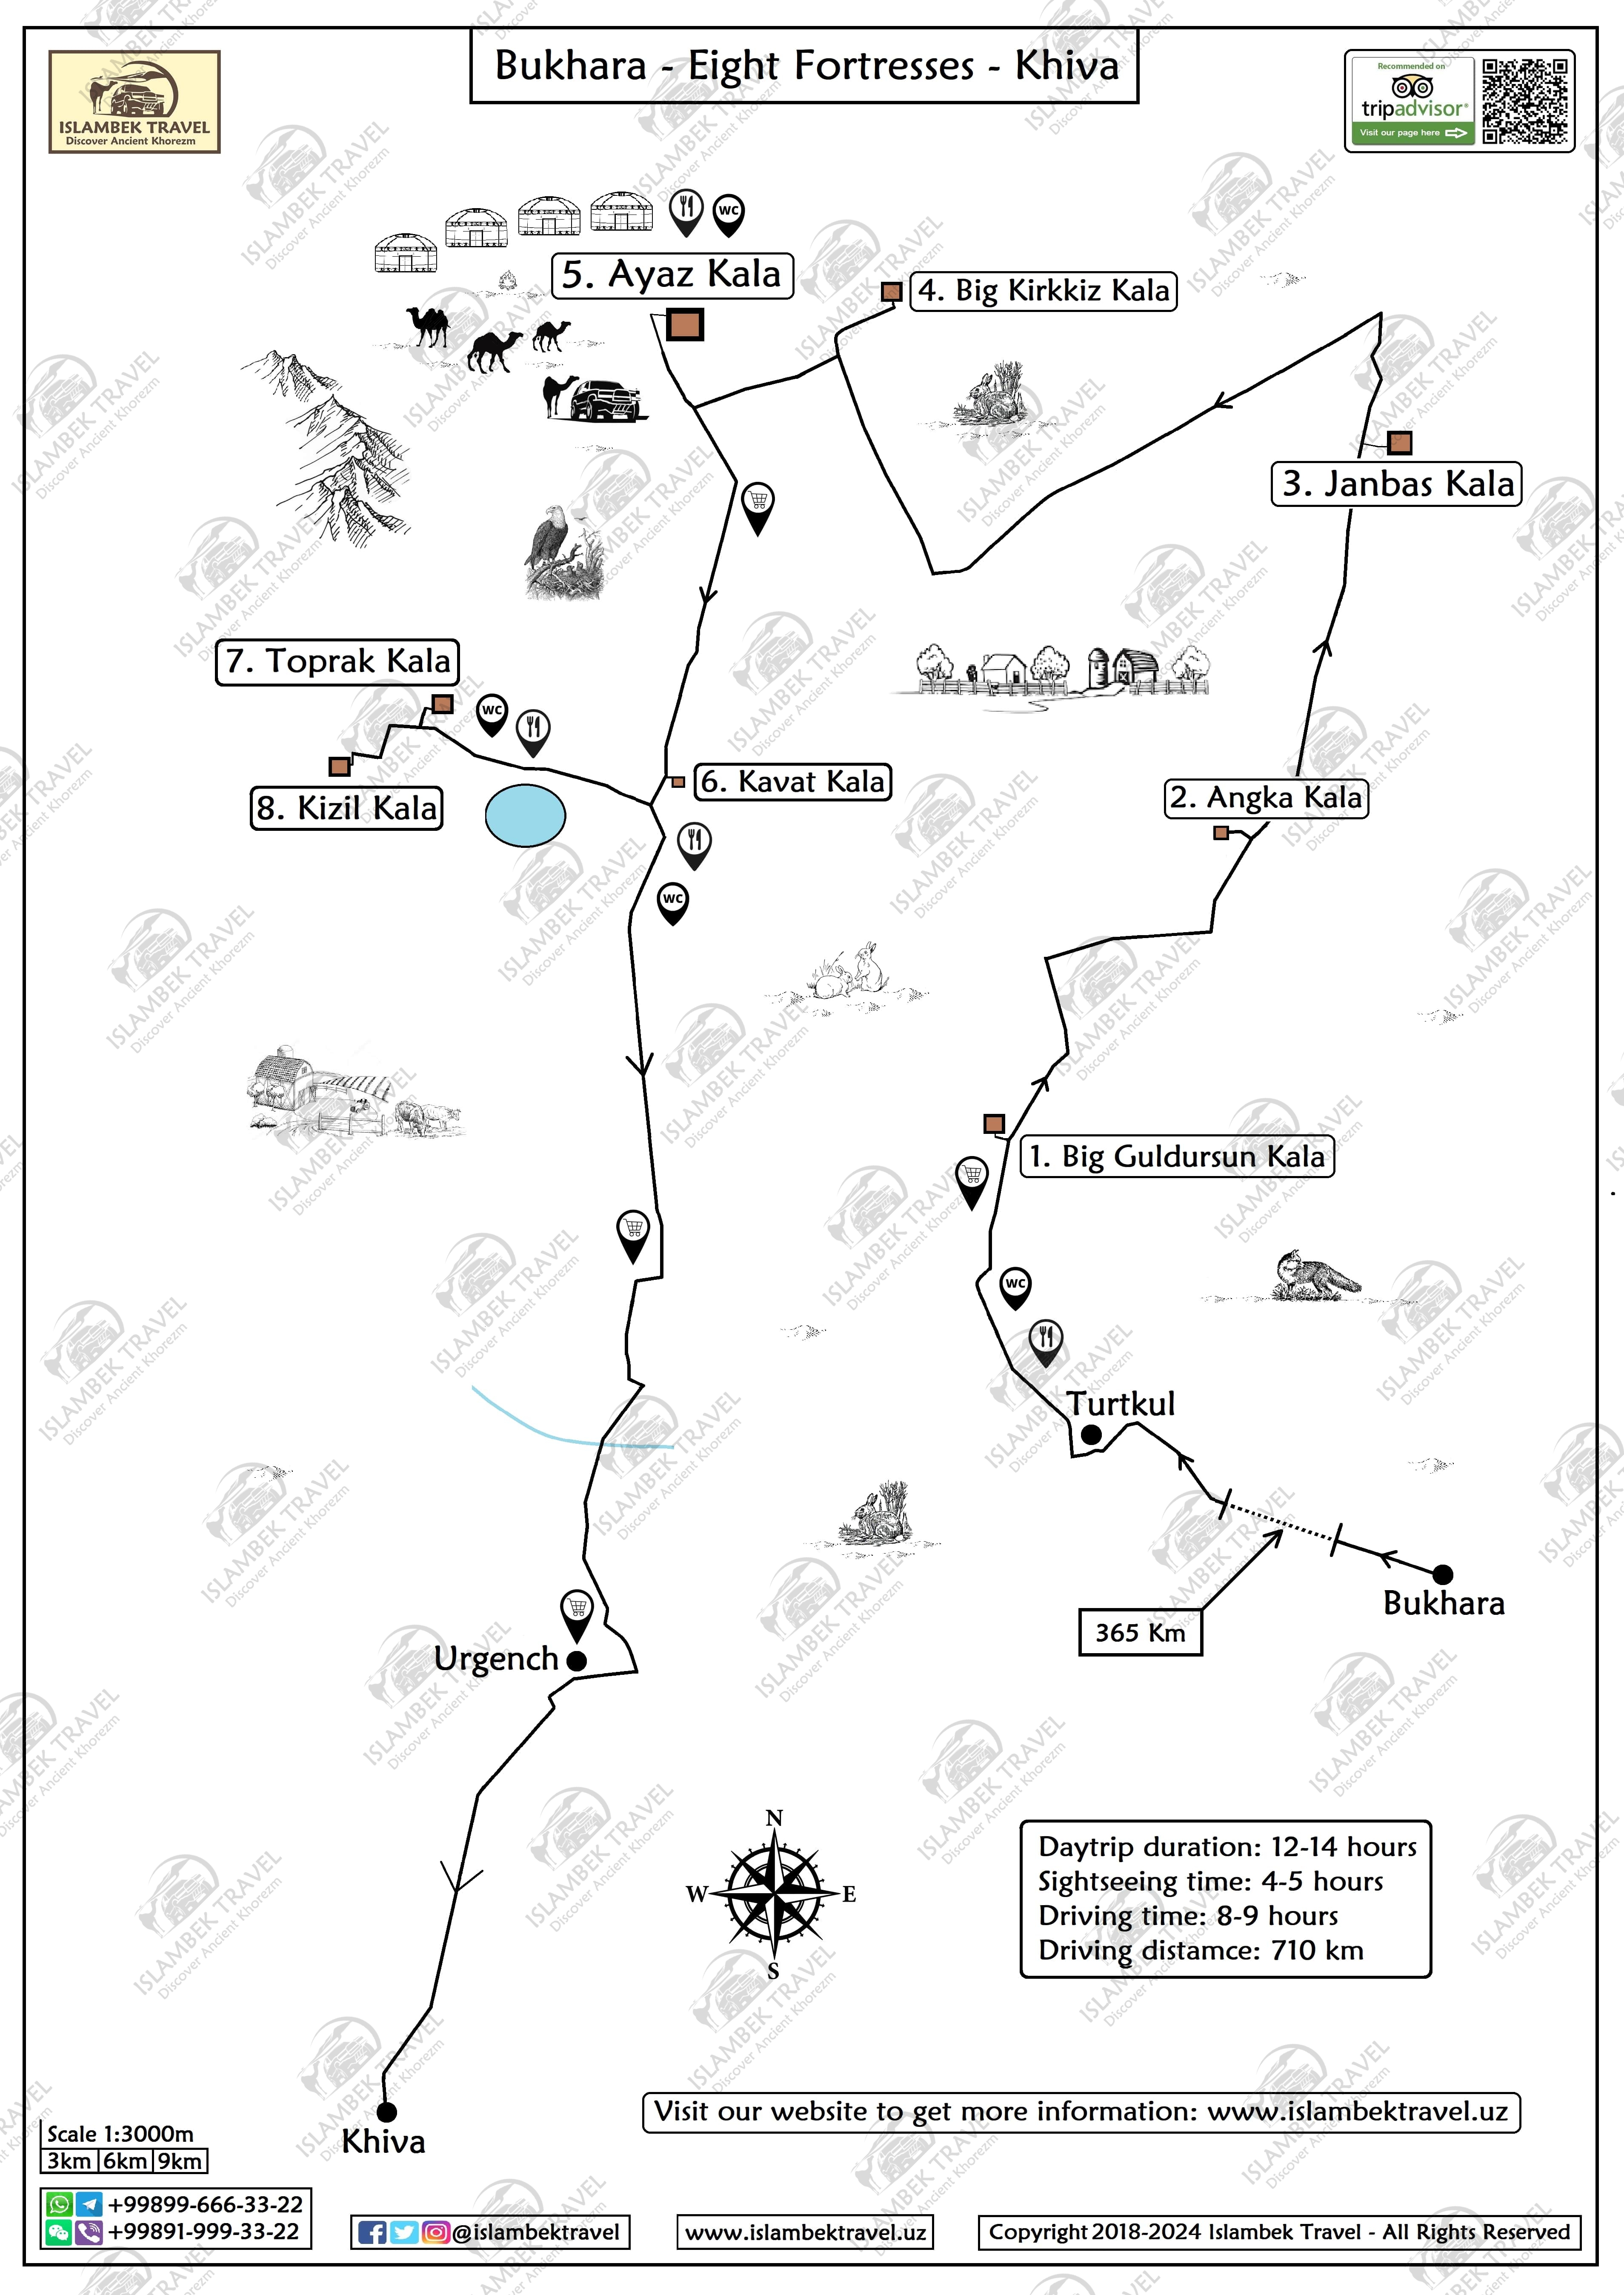 Bukhara - Eight Fortresses - Khiva
ISLAMBEK TRAVEL
Discover Ancient Khorezm
Recommended on
tripadvisor®
Visit our page here
WC
5. Ayaz Kala
4. Big Kirkkiz Kala
3. Janbas Kala
7. Toprak Kala
WC
6. Kavat Kala
8. Kizil Kala
2. Angka Kala
WC
1. Big Guldursun Kala
WC
Turtkul
Bukhara
365 Km
Urgench
N
W
E
S
Daytrip duration: 12-14 hours
Sightseeing time: 4-5 hours
Driving time: 8-9 hours
Driving distamce: 710 km
Visit our website to get more information: www.islambektravel.uz
Khiva
Scale 1:3000m
3km 6km 9km
+99899-666-33-22
+99891-999-33-22
@islambektravel
www.islambektravel.uz
Copyright 2018-2024 Islambek Travel - All Rights Reserved